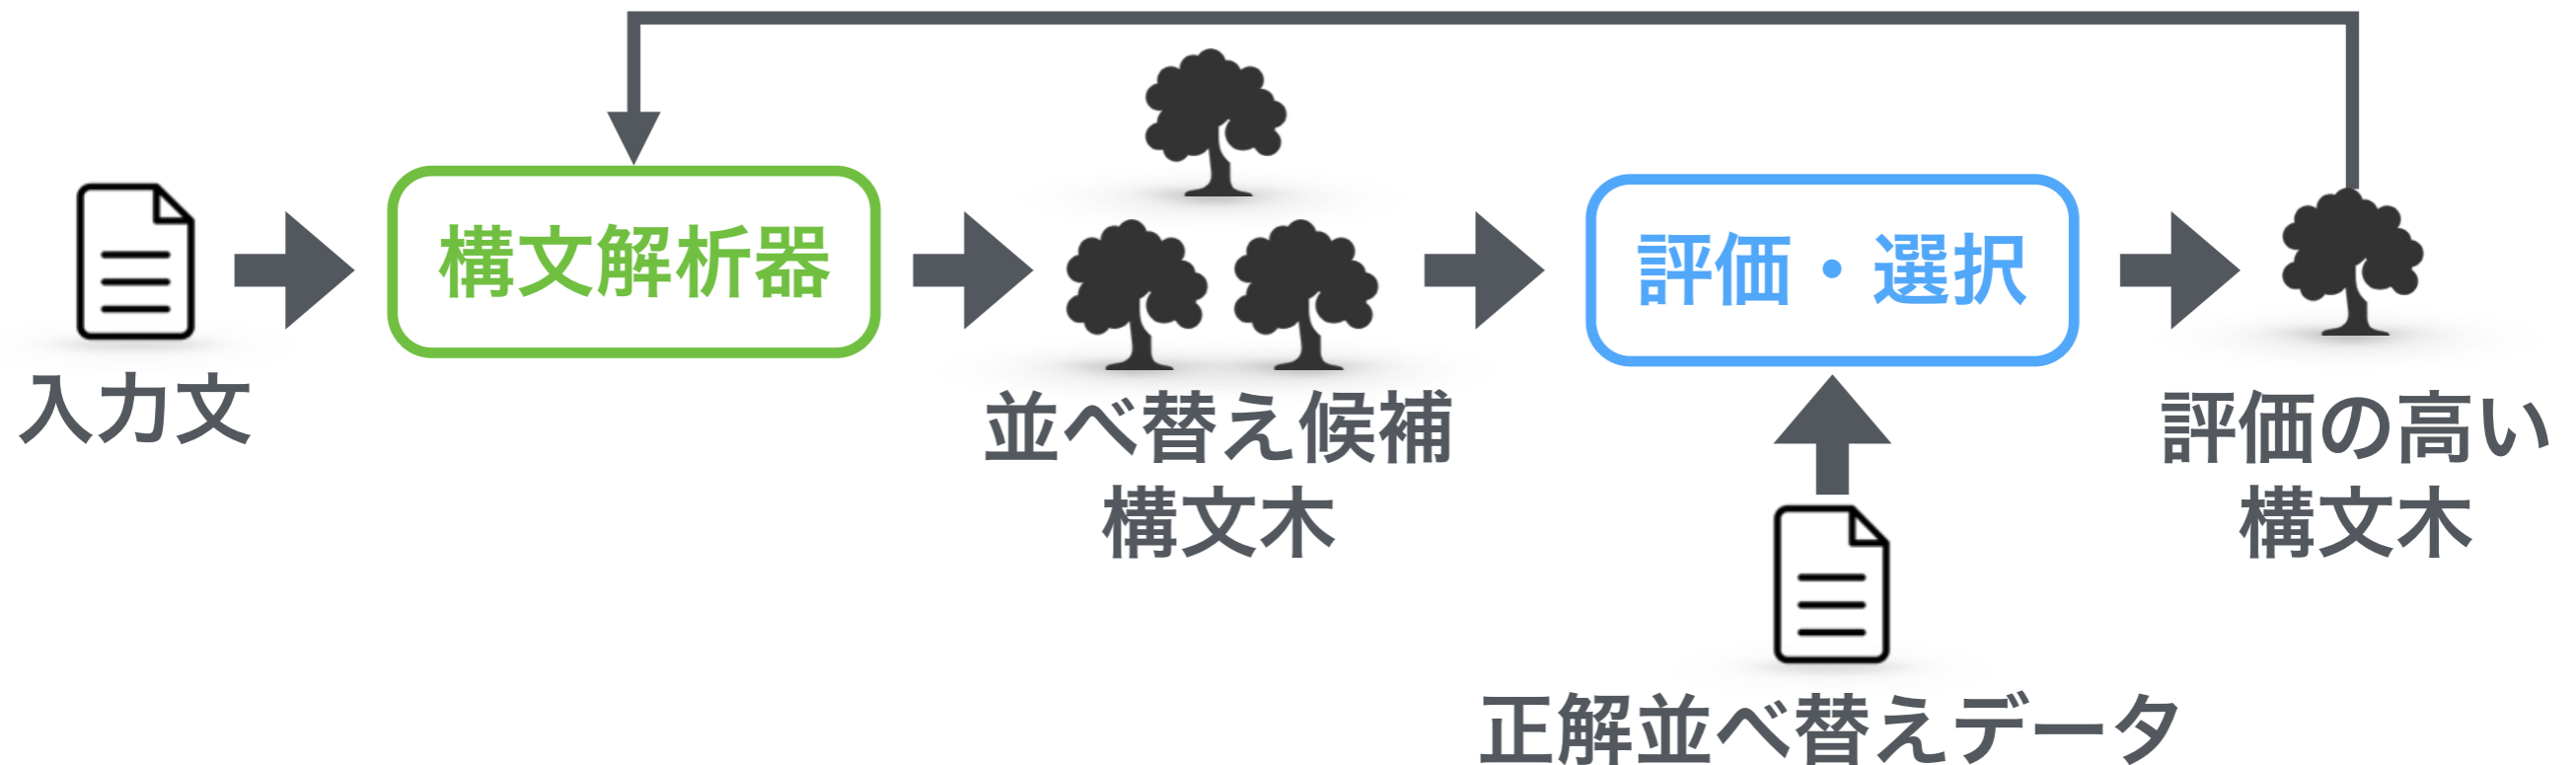 入力文
構文解析器
並べ替え候補
構文木
評価・選択
正解並べ替えデータ
評価の高い
構文木